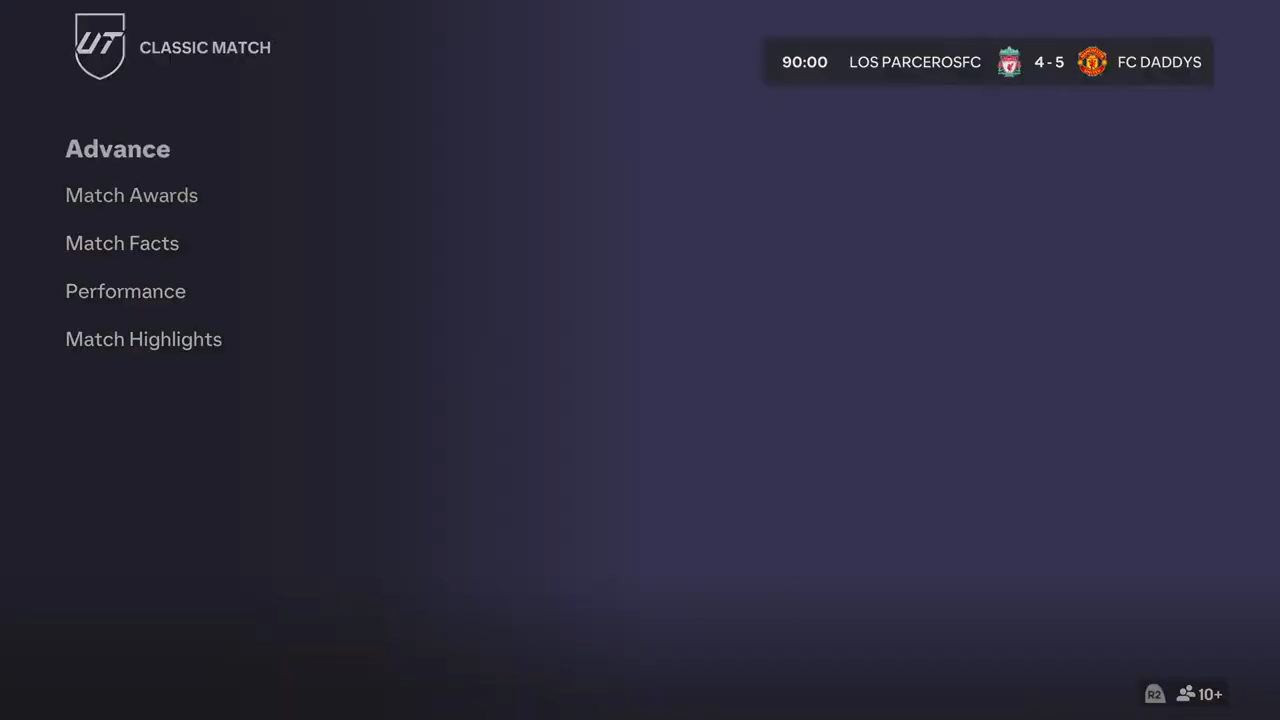 UT CLASSIC MATCH
90:00 LOS PARCEROSFC 4 - 5 FC DADDYS
Advance
Match Awards
Match Facts
Performance
Match Highlights
R2 10+